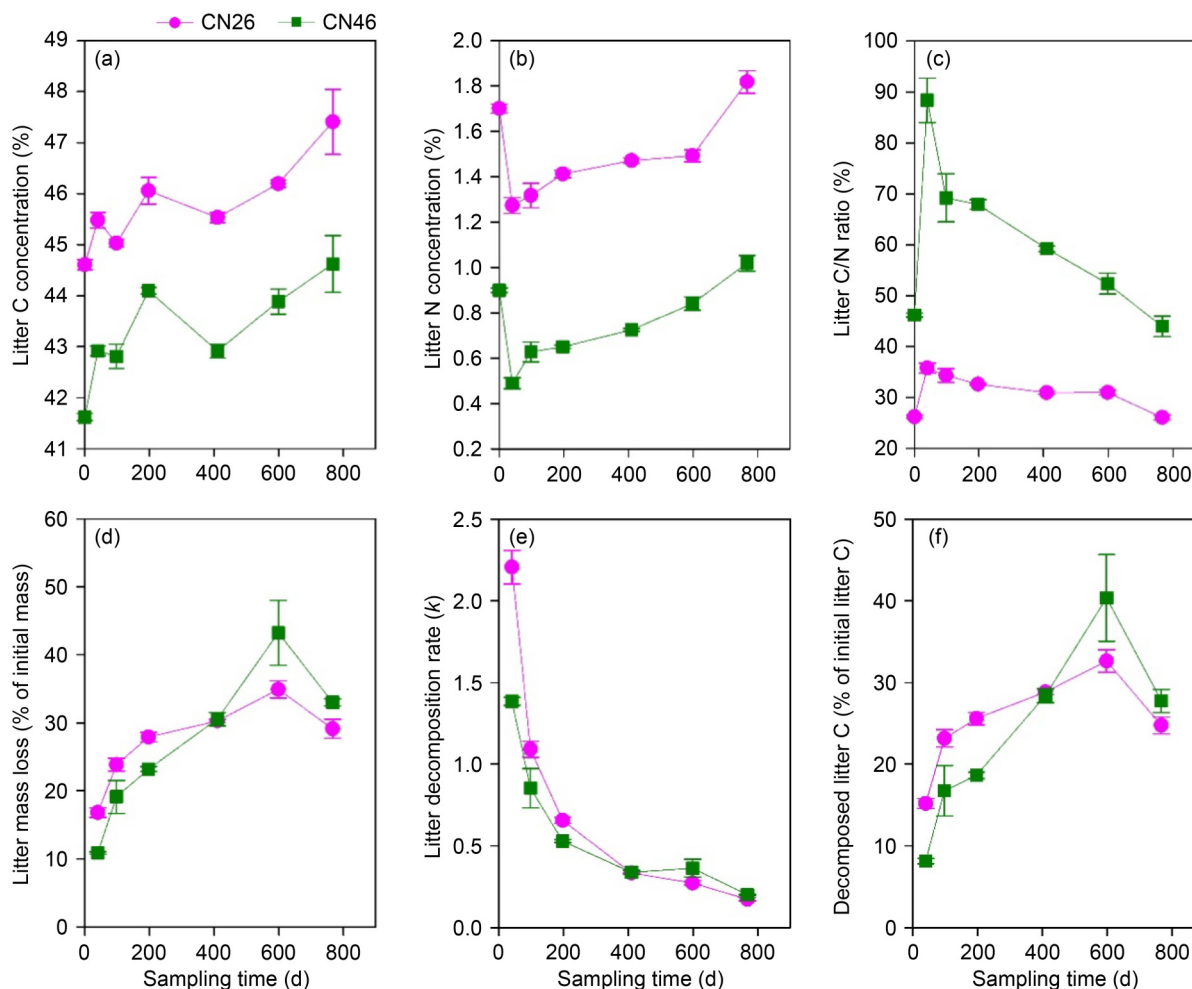 CN26 CN46
(a)
Litter C concentration (%)
49
48
47
46
45
44
43
42
41
0 200 400 600 800
(b)
Litter N concentration (%)
2.0
1.8
1.6
1.4
1.2
1.0
0.8
0.6
0.4
0.2
0 200 400 600 800
(c)
Litter C/N ratio (%)
100
90
80
70
60
50
40
30
20
0 200 400 600 800
(d)
Litter mass loss (% of initial mass)
60
50
40
30
20
10
0
0 200 400 600 800
Sampling time (d)
(e)
Litter decomposition rate (k)
2.5
2.0
1.5
1.0
0.5
0.0
0 200 400 600 800
Sampling time (d)
(f)
Decomposed litter C (% of initial litter C)
50
40
30
20
10
0
0 200 400 600 800
Sampling time (d)